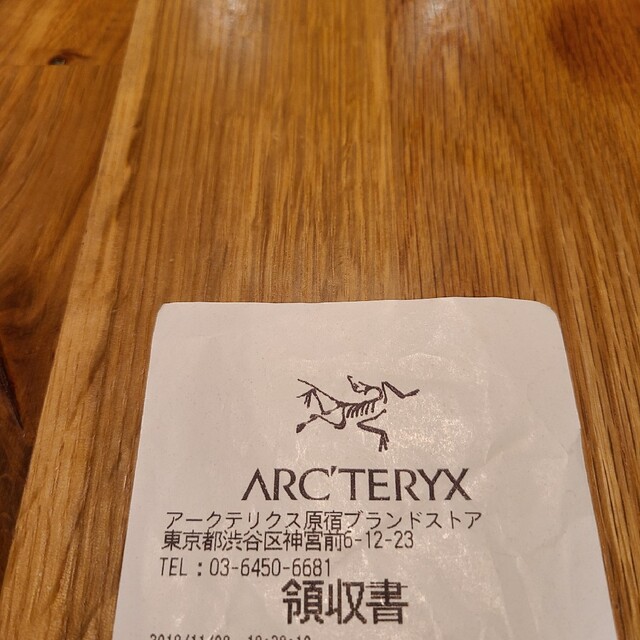 ARC'TERYX
アークテリクス原宿ブランドストア
東京都渋谷区神宮前6-12-23
TEL：03-6450-6681
領収書